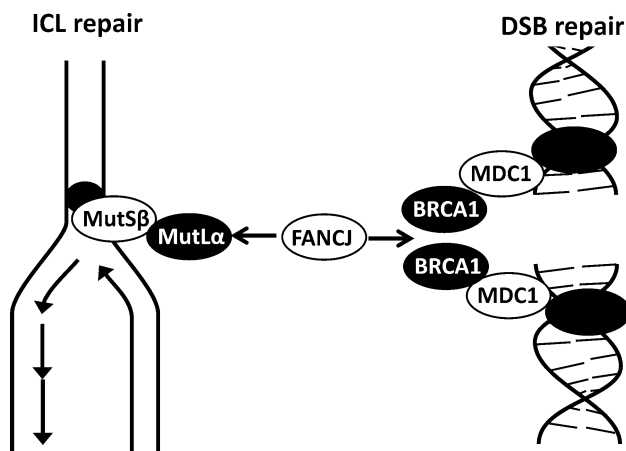 ICL repair
DSB repair
MDC1
BRCA1
MutSβ
MutLα
FANCJ
BRCA1
MDC1